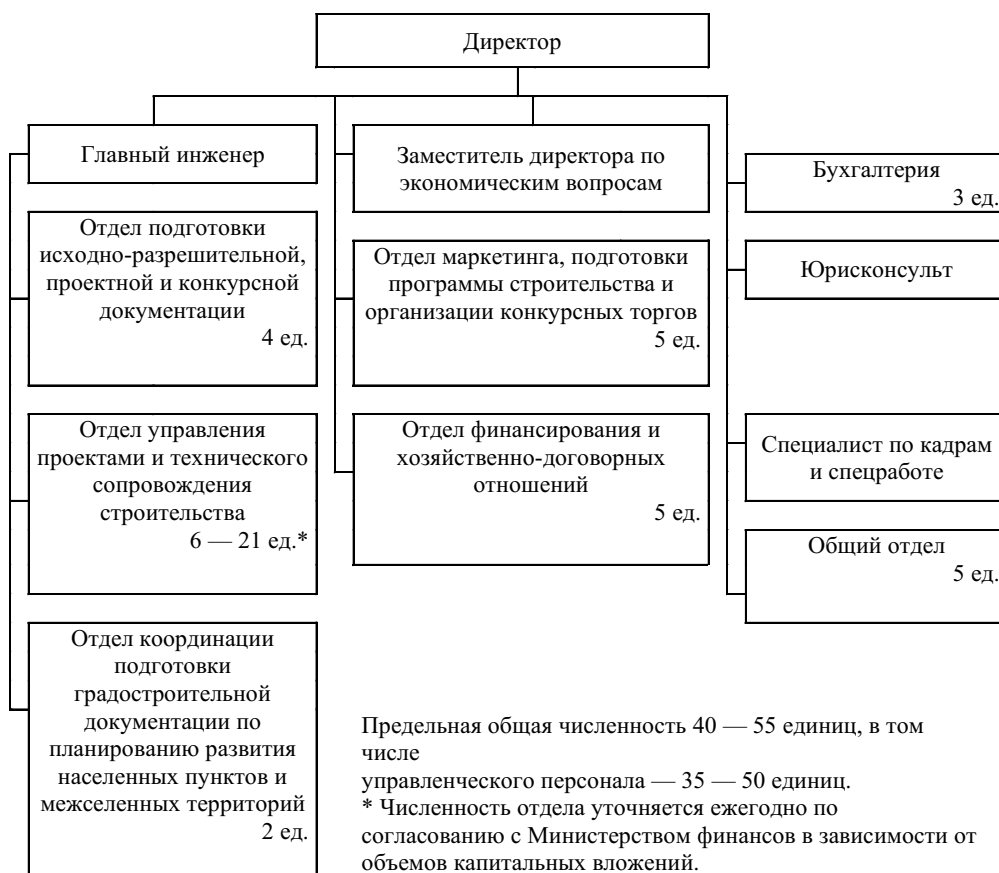 Директор
Главный инженер
Отдел подготовки
исходно-разрешительной,
проектной и конкурсной
документации
4 ед.
Отдел управления
проектами и технического
сопровождения
строительства
6 — 21 ед.*
Отдел координации
подготовки
градостроительной
документации по
планированию развития
населенных пунктов и
межселенных территорий
2 ед.
Заместитель директора по
экономическим вопросам
Отдел маркетинга, подготовки
программы строительства и
организации конкурсных торгов
5 ед.
Отдел финансирования и
хозяйственно-договорных
отношений
5 ед.
Бухгалтерия
3 ед.
Юрисконсульт
Специалист по кадрам
и спецработе
Общий отдел
5 ед.
Предельная общая численность 40 — 55 единиц, в том
числе
управленческого персонала — 35 — 50 единиц.
* Численность отдела уточняется ежегодно по
согласованию с Министерством финансов в зависимости от
объемов капитальных вложений.